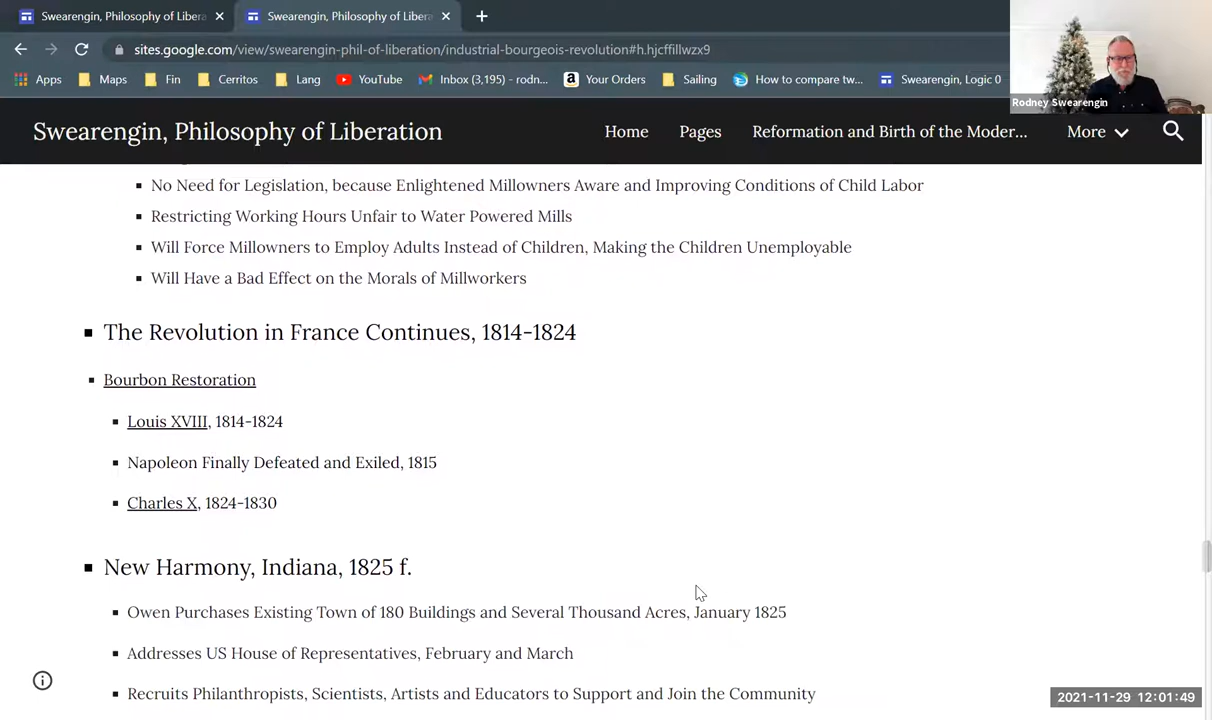 Swearengin, Philosophy of Libera
Swearengin, Philosophy of Libera
sites.google.com/view/swearengin-phil-of-liberation/industrial-bourgeois-revolution#h.hjcffillwzx9
Apps Maps Fin Cerritos Lang YouTube Inbox (3,195) - rodn... Your Orders Sailing How to compare tw... Swearengin, Logic 0
Rodney Swearengin
Swearengin, Philosophy of Liberation
Home Pages Reformation and Birth of the Moder... More
No Need for Legislation, because Enlightened Millowners Aware and Improving Conditions of Child Labor
Restricting Working Hours Unfair to Water Powered Mills
Will Force Millowners to Employ Adults Instead of Children, Making the Children Unemployable
Will Have a Bad Effect on the Morals of Millworkers
The Revolution in France Continues, 1814-1824
Bourbon Restoration
Louis XVIII, 1814-1824
Napoleon Finally Defeated and Exiled, 1815
Charles X, 1824-1830
New Harmony, Indiana, 1825 f.
Owen Purchases Existing Town of 180 Buildings and Several Thousand Acres, January 1825
Addresses US House of Representatives, February and March
Recruits Philanthropists, Scientists, Artists and Educators to Support and Join the Community
2021-11-29 12:01:49